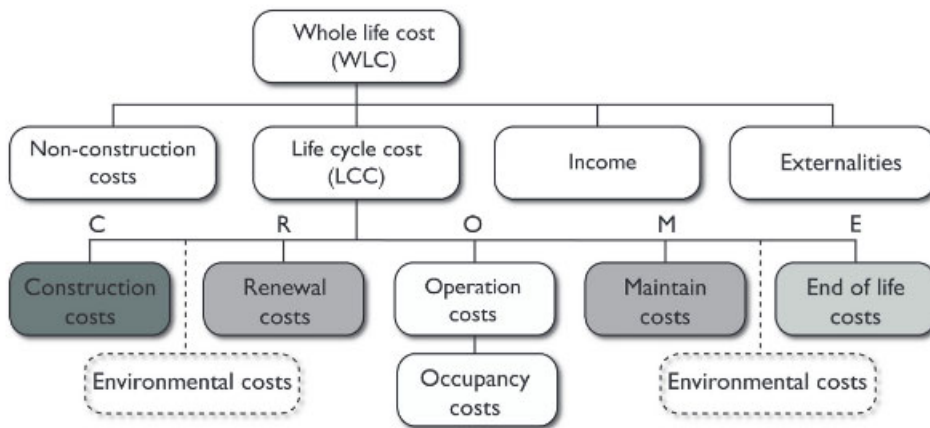 Whole life cost
(WLC)
Non-construction
costs
Life cycle cost
(LCC)
Income
Externalities
C
R
O
M
E
Construction
costs
Renewal
costs
Operation
costs
Maintain
costs
End of life
costs
Environmental costs
Occupancy
costs
Environmental costs